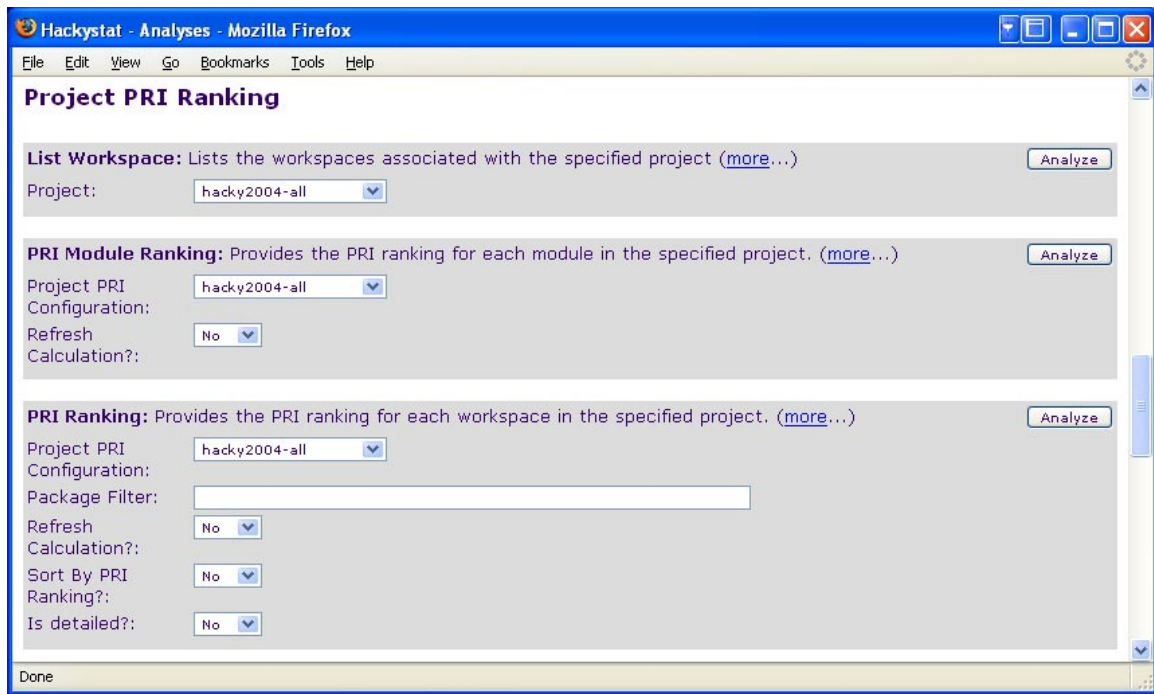 Hackystat - Analyses - Mozilla Firefox
File Edit View Go Bookmarks Tools Help
Project PRI Ranking
List Workspace: Lists the workspaces associated with the specified project (more...) Analyze
Project: hacky2004-all
PRI Module Ranking: Provides the PRI ranking for each module in the specified project. (more...) Analyze
Project PRI hacky2004-all
Configuration:
Refresh No
Calculation?:
PRI Ranking: Provides the PRI ranking for each workspace in the specified project. (more...) Analyze
Project PRI hacky2004-all
Configuration:
Package Filter:
Refresh No
Calculation?:
Sort By PRI No
Ranking?:
Is detailed?: No
Done